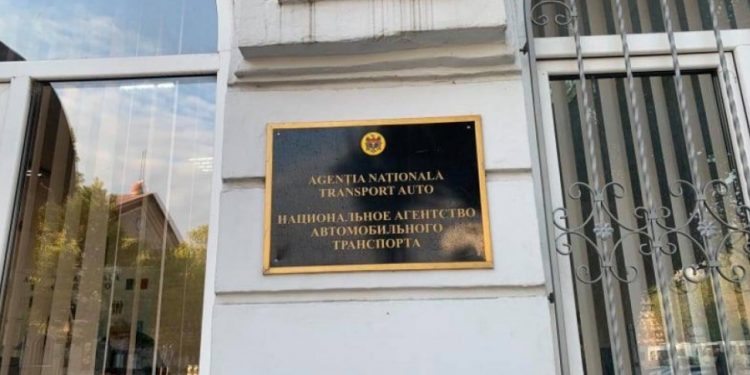 AGENTIA NATIONALA
TRANSPORT AUTO
НАЦИОНАЛЬНОЕ АГЕНТСТВО
АВТОМОБИЛЬНОГО
ТРАНСПОРТА